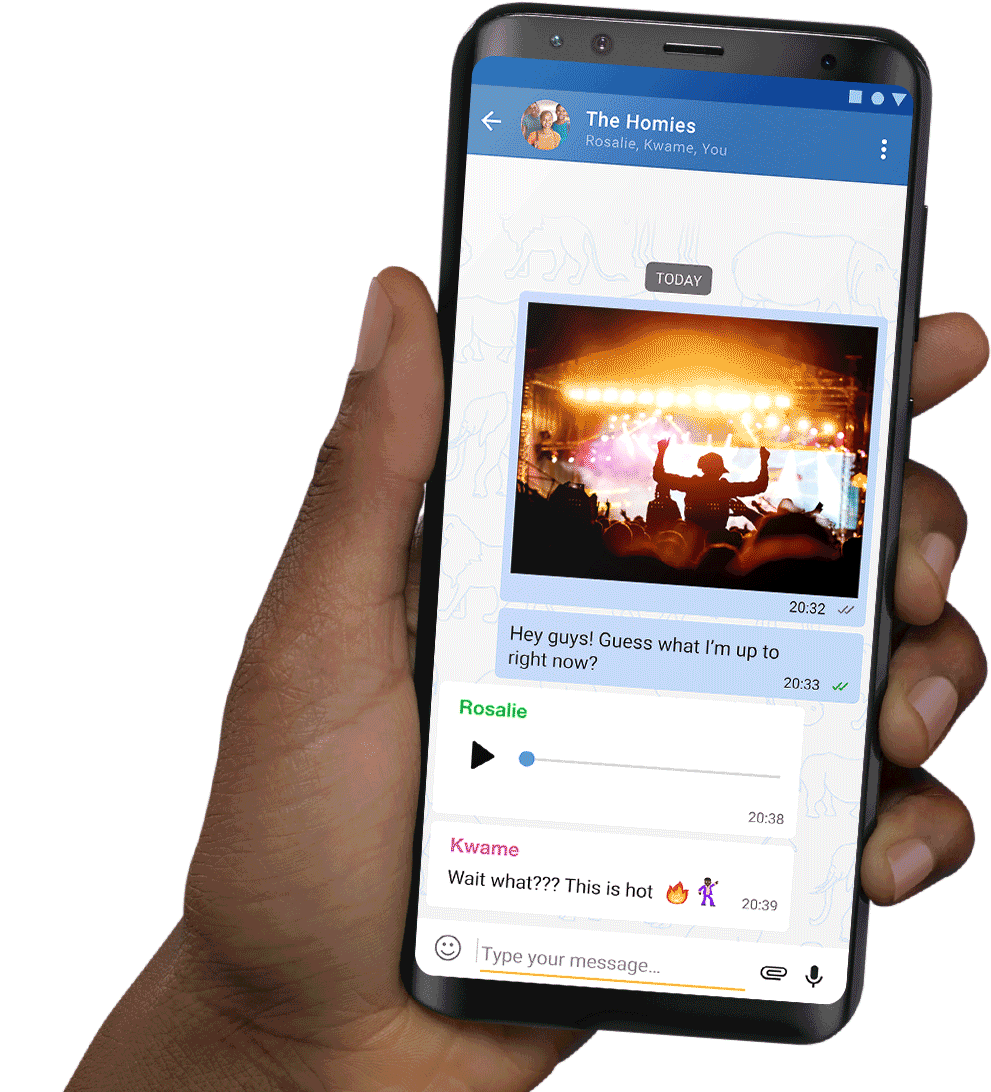 The Homies
Rosalie, Kwame, You
TODAY
20:32
Hey guys! Guess what I'm up to
right now?
20:33
Rosalie
20:38
Kwame
Wait what??? This is hot 🔥🕺
20:39
Type your message...